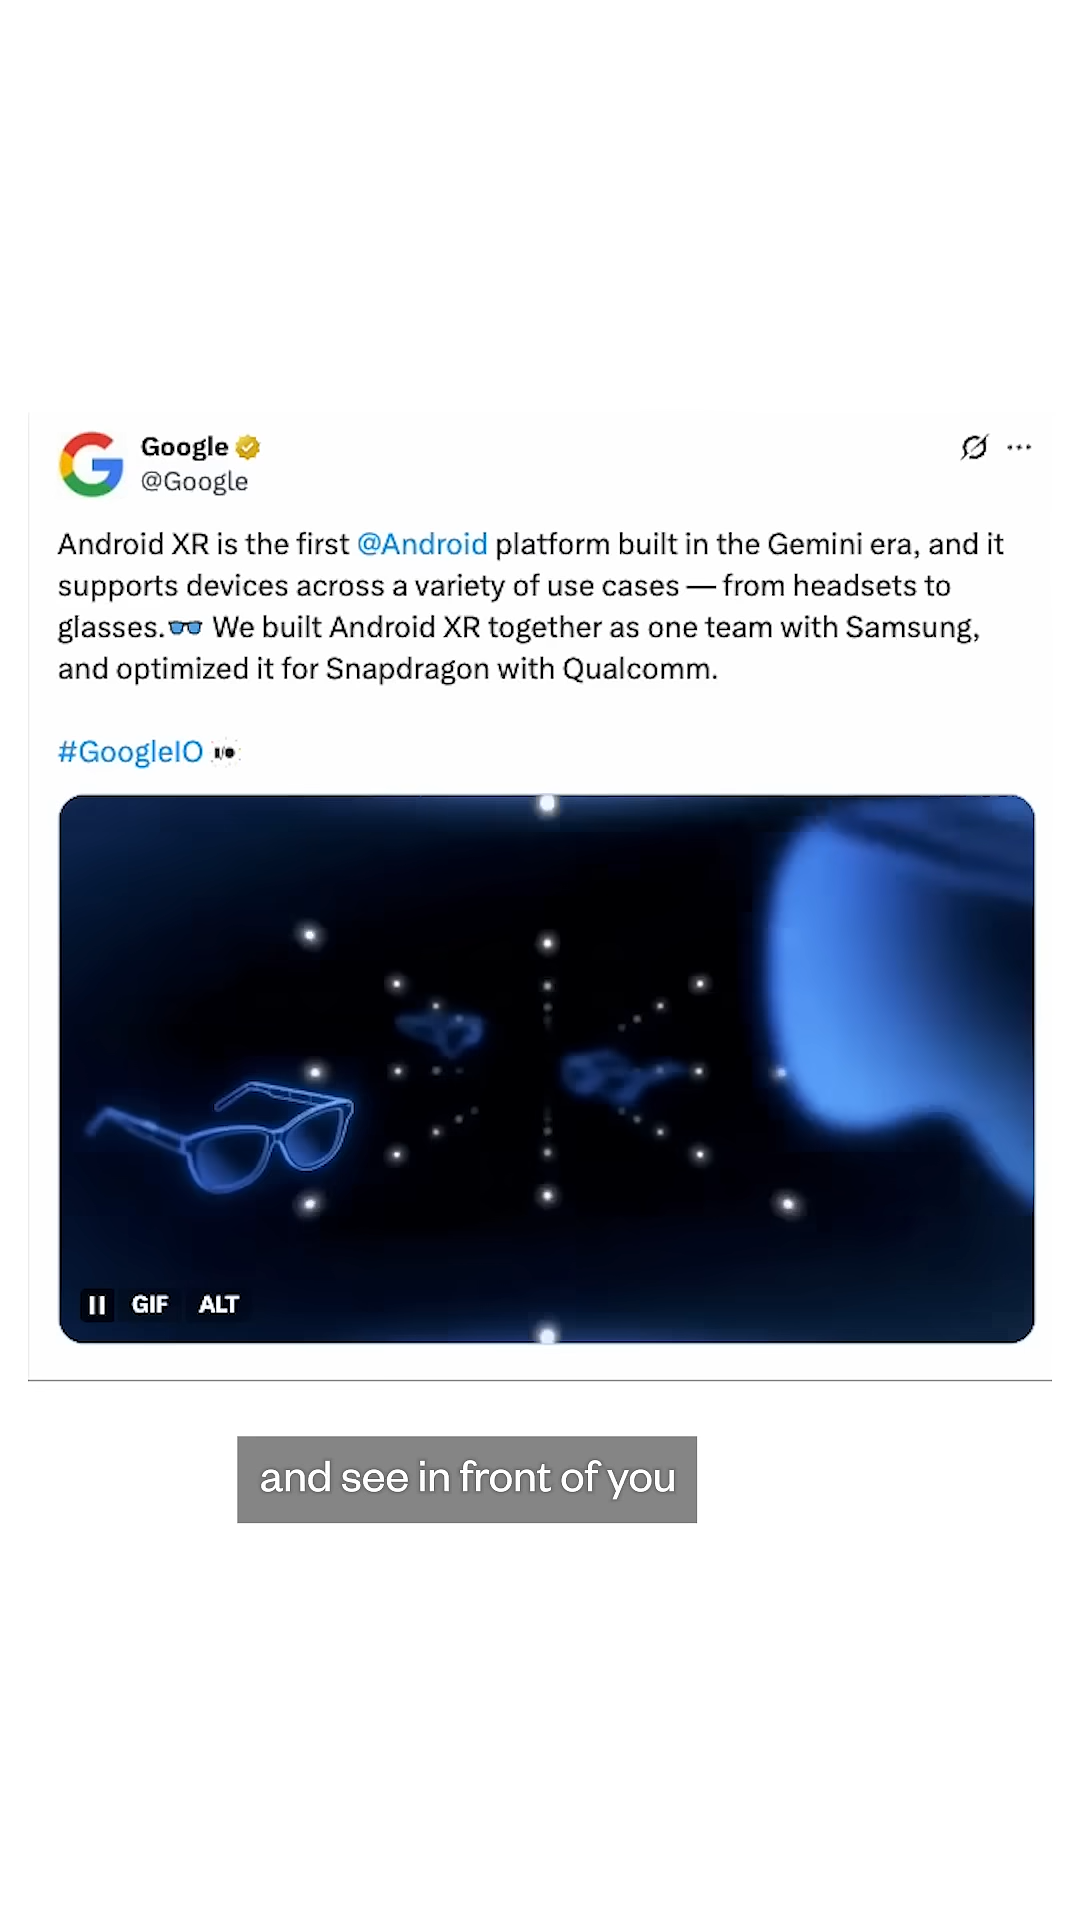 Google
@Google
Android XR is the first @Android platform built in the Gemini era, and it
supports devices across a variety of use cases — from headsets to
glasses.🕶️ We built Android XR together as one team with Samsung,
and optimized it for Snapdragon with Qualcomm.
#GoogleIO I/O
GIF ALT
and see in front of you